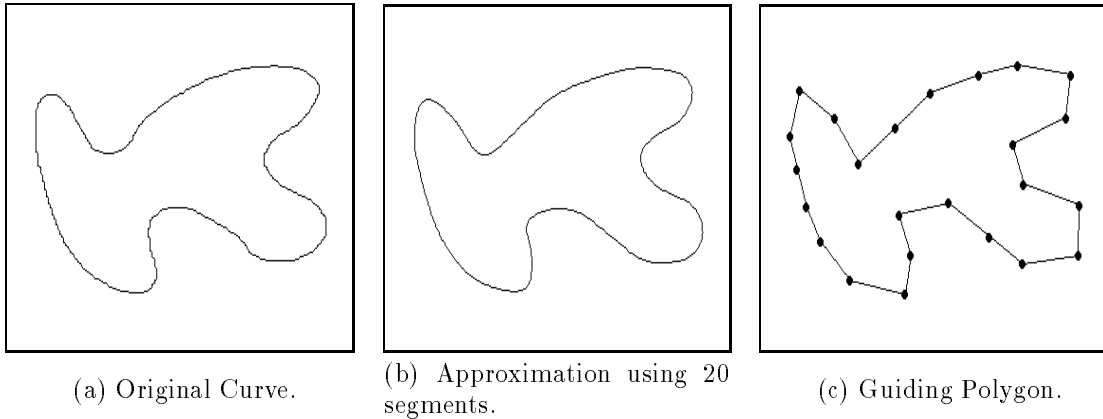 (a) Original Curve.
(b) Approximation using 20
segments.
(c) Guiding Polygon.